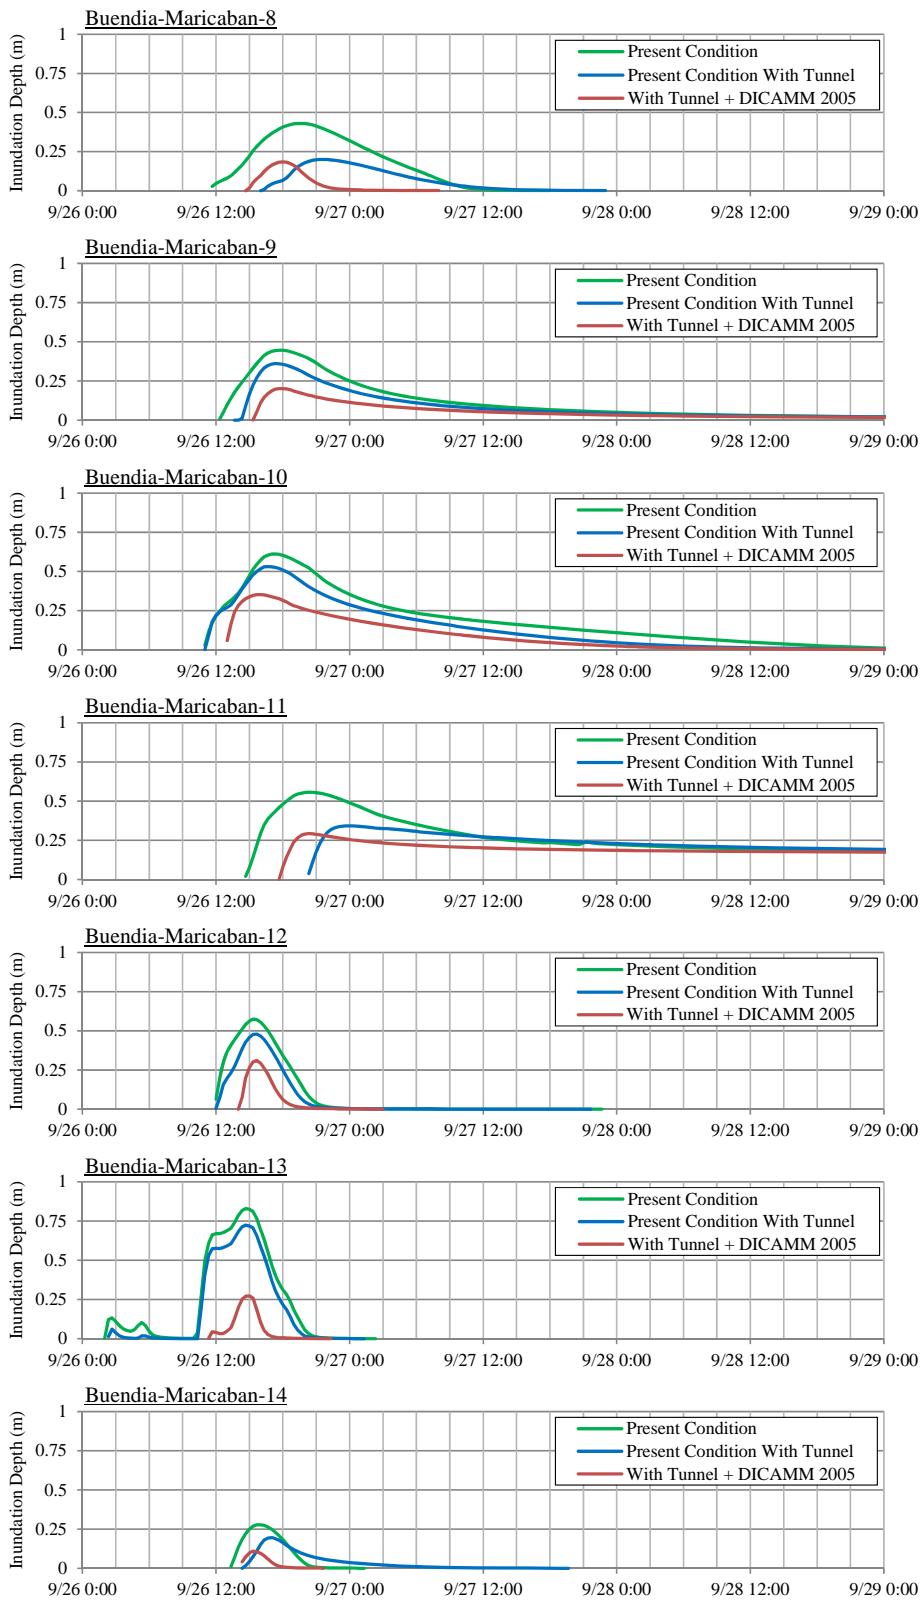 Buendia-Maricaban-8
Inundation Depth (m)
1
0.75
0.5
0.25
0
Present Condition
Present Condition With Tunnel
With Tunnel + DICAMM 2005
9/26 0:00 9/26 12:00 9/27 0:00 9/27 12:00 9/28 0:00 9/28 12:00 9/29 0:00
Buendia-Maricaban-9
Inundation Depth (m)
1
0.75
0.5
0.25
0
Present Condition
Present Condition With Tunnel
With Tunnel + DICAMM 2005
9/26 0:00 9/26 12:00 9/27 0:00 9/27 12:00 9/28 0:00 9/28 12:00 9/29 0:00
Buendia-Maricaban-10
Inundation Depth (m)
1
0.75
0.5
0.25
0
Present Condition
Present Condition With Tunnel
With Tunnel + DICAMM 2005
9/26 0:00 9/26 12:00 9/27 0:00 9/27 12:00 9/28 0:00 9/28 12:00 9/29 0:00
Buendia-Maricaban-11
Inundation Depth (m)
1
0.75
0.5
0.25
0
Present Condition
Present Condition With Tunnel
With Tunnel + DICAMM 2005
9/26 0:00 9/26 12:00 9/27 0:00 9/27 12:00 9/28 0:00 9/28 12:00 9/29 0:00
Buendia-Maricaban-12
Inundation Depth (m)
1
0.75
0.5
0.25
0
Present Condition
Present Condition With Tunnel
With Tunnel + DICAMM 2005
9/26 0:00 9/26 12:00 9/27 0:00 9/27 12:00 9/28 0:00 9/28 12:00 9/29 0:00
Buendia-Maricaban-13
Inundation Depth (m)
1
0.75
0.5
0.25
0
Present Condition
Present Condition With Tunnel
With Tunnel + DICAMM 2005
9/26 0:00 9/26 12:00 9/27 0:00 9/27 12:00 9/28 0:00 9/28 12:00 9/29 0:00
Buendia-Maricaban-14
Inundation Depth (m)
1
0.75
0.5
0.25
0
Present Condition
Present Condition With Tunnel
With Tunnel + DICAMM 2005
9/26 0:00 9/26 12:00 9/27 0:00 9/27 12:00 9/28 0:00 9/28 12:00 9/29 0:00